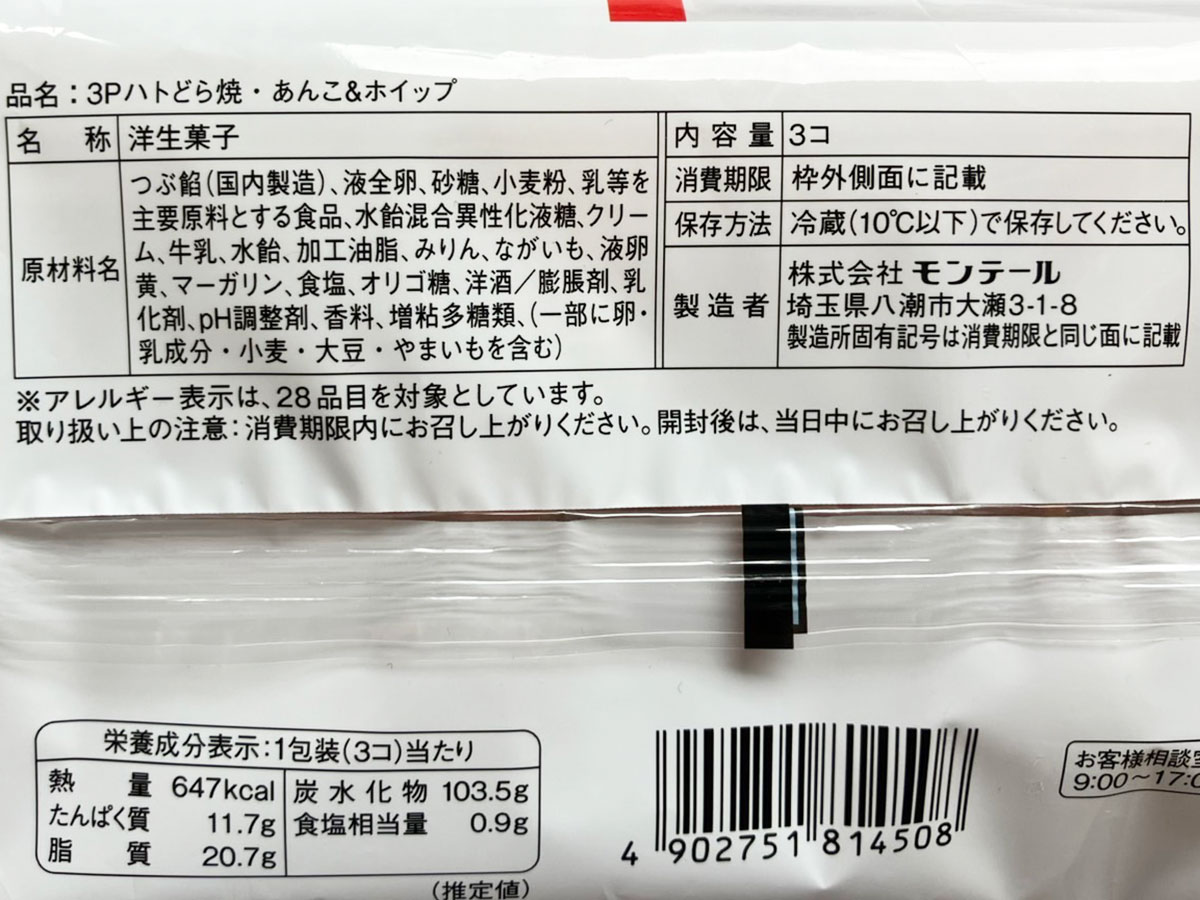 品名：3Pハトどら焼・あんこ&ホイップ
名称 洋生菓子
原材料名
つぶ餡(国内製造)、液全卵、砂糖、小麦粉、乳等を
主要原料とする食品、水飴混合異性化液糖、クリー
ム、牛乳、水飴、加工油脂、みりん、ながいも、液卵
黄、マーガリン、食塩、オリゴ糖、洋酒／膨脹剤、乳
化剤、pH調整剤、香料、増粘多糖類、(一部に卵・
乳成分・小麦・大豆・やまいもを含む)
内容量 3コ
消費期限 枠外側面に記載
保存方法 冷蔵(10℃以下)で保存してください。
製造者
株式会社 モンテール
埼玉県八潮市大瀬3-1-8
製造所固有記号は消費期限と同じ面に記載
※アレルギー表示は、28品目を対象としています。
取り扱い上の注意：消費期限内にお召し上がりください。開封後は、当日中にお召し上がりください。
栄養成分表示：1包装(3コ)当たり
熱量 647kcal
たんぱく質 11.7g
脂質 20.7g
炭水化物 103.5g
食塩相当量 0.9g
(推定値)
4 902751 814508
お客様相談室
9:00～17:0